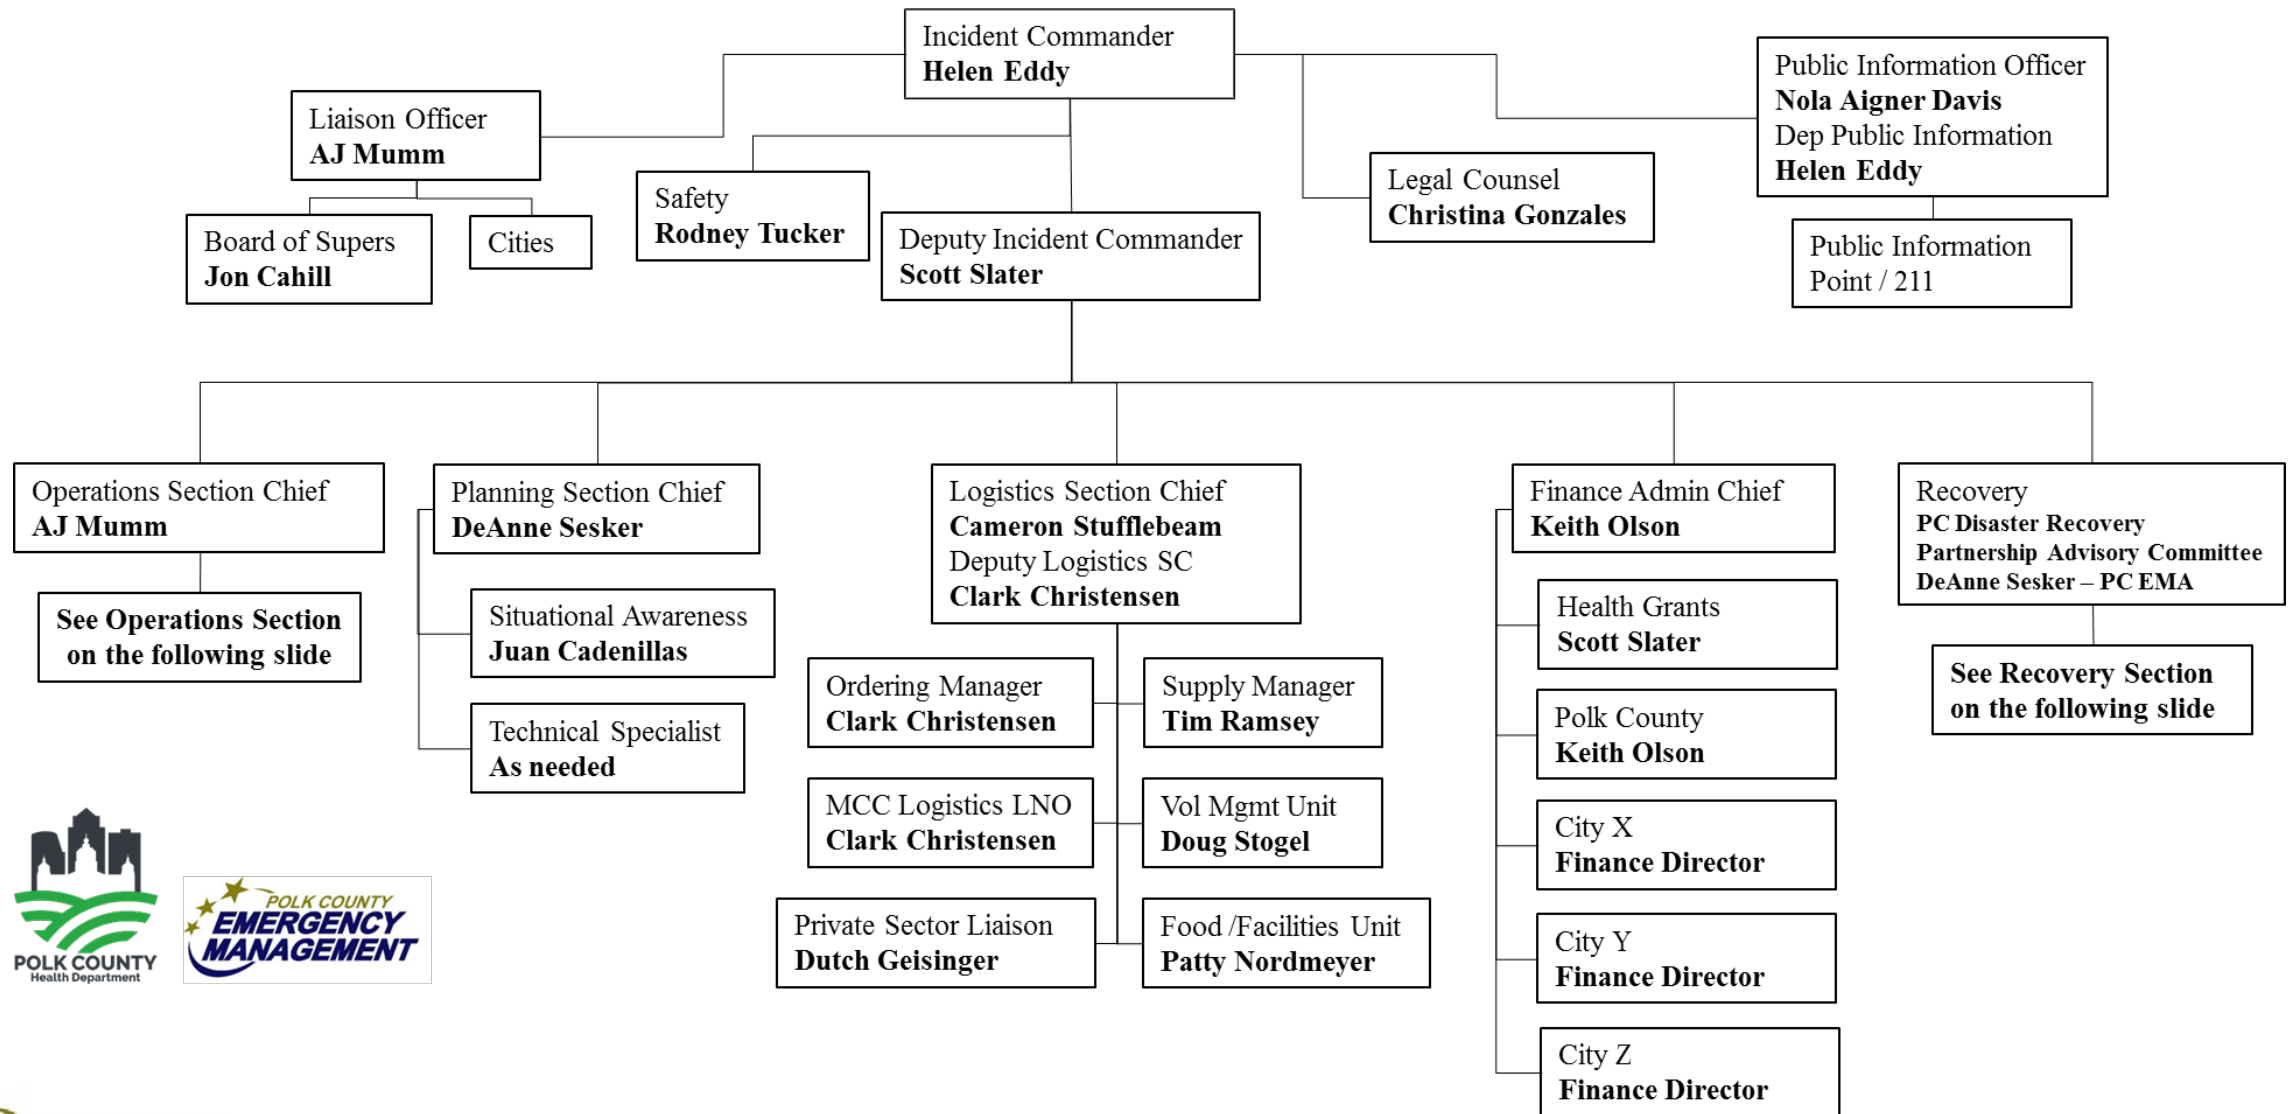 Incident Commander
Helen Eddy
Liaison Officer
AJ Mumm
Public Information Officer
Nola Aigner Davis
Dep Public Information
Helen Eddy
Safety
Rodney Tucker
Legal Counsel
Christina Gonzales
Board of Supers
Jon Cahill
Cities
Deputy Incident Commander
Scott Slater
Public Information
Point / 211
Operations Section Chief
AJ Mumm
See Operations Section
on the following slide
Planning Section Chief
DeAnne Sesker
Situational Awareness
Juan Cadenillas
Technical Specialist
As needed
Logistics Section Chief
Cameron Stufflebeam
Deputy Logistics SC
Clark Christensen
Ordering Manager
Clark Christensen
Supply Manager
Tim Ramsey
MCC Logistics LNO
Clark Christensen
Vol Mgmt Unit
Doug Stogel
Private Sector Liaison
Dutch Geisinger
Food /Facilities Unit
Patty Nordmeyer
Finance Admin Chief
Keith Olson
Health Grants
Scott Slater
Polk County
Keith Olson
City X
Finance Director
City Y
Finance Director
City Z
Finance Director
Recovery
PC Disaster Recovery
Partnership Advisory Committee
DeAnne Sesker – PC EMA
See Recovery Section
on the following slide
POLK COUNTY
Health Department
POLK COUNTY
EMERGENCY
MANAGEMENT